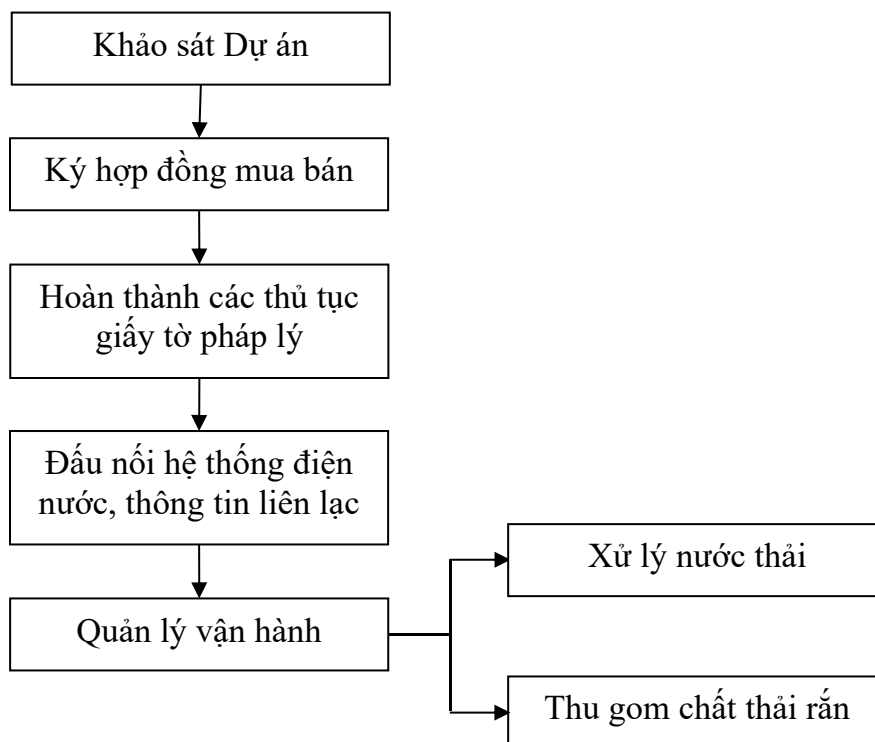 Khảo sát Dự án
Ký hợp đồng mua bán
Hoàn thành các thủ tục
giấy tờ pháp lý
Đấu nối hệ thống điện
nước, thông tin liên lạc
Xử lý nước thải
Quản lý vận hành
Thu gom chất thải rắn